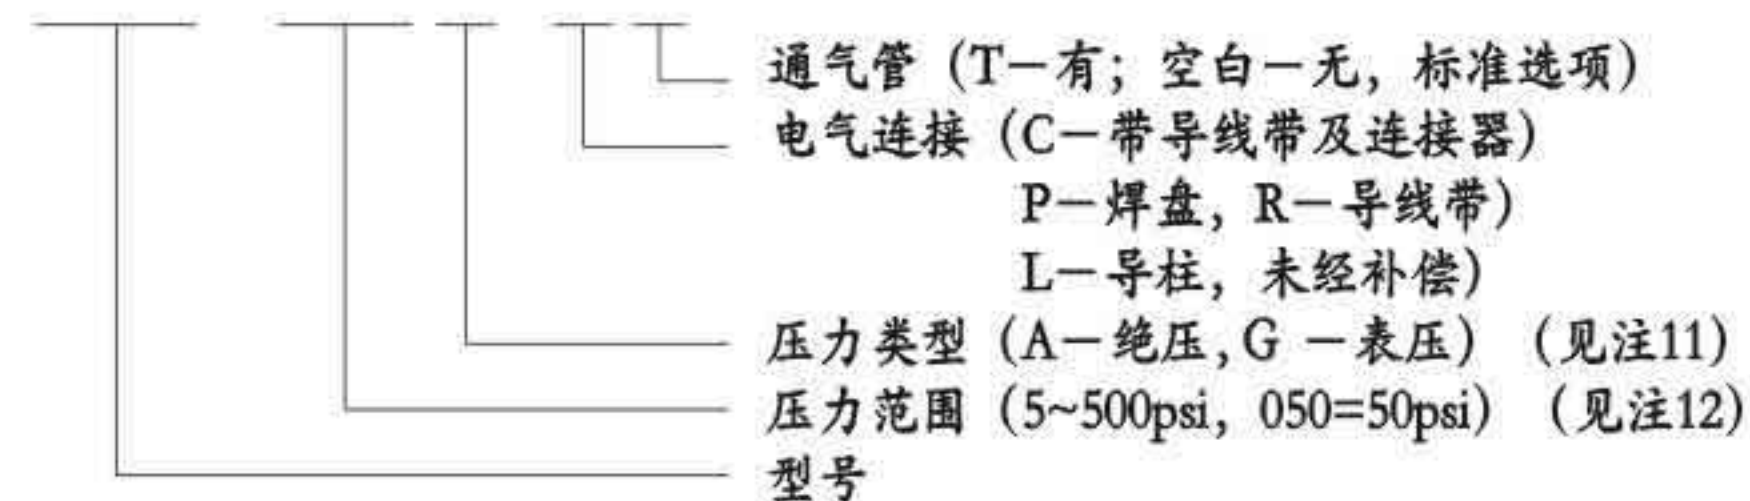 通气管（T－有；空白－无，标准选项）
电气连接（C－带导线带及连接器）
P－焊盘，R－导线带）
L－导柱，未经补偿）
压力类型（A－绝压,G －表压）（见注11）
压力范围（5~500psi，050=50psi）（见注12）
型号